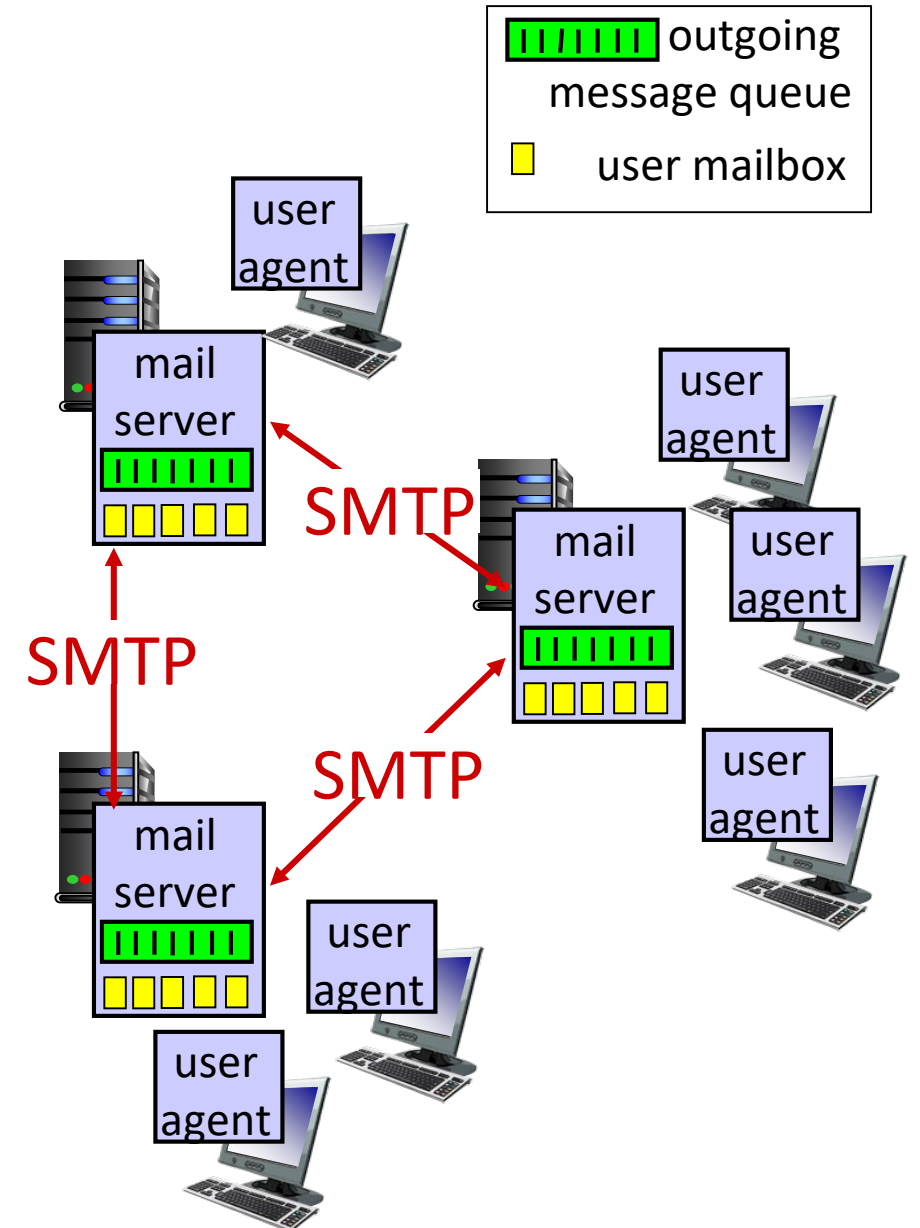 outgoing
message queue
user mailbox
user
agent
mail
server
SMTP
user
agent
mail
server
user
agent
SMTP
SMTP
user
agent
mail
server
user
agent
user
agent